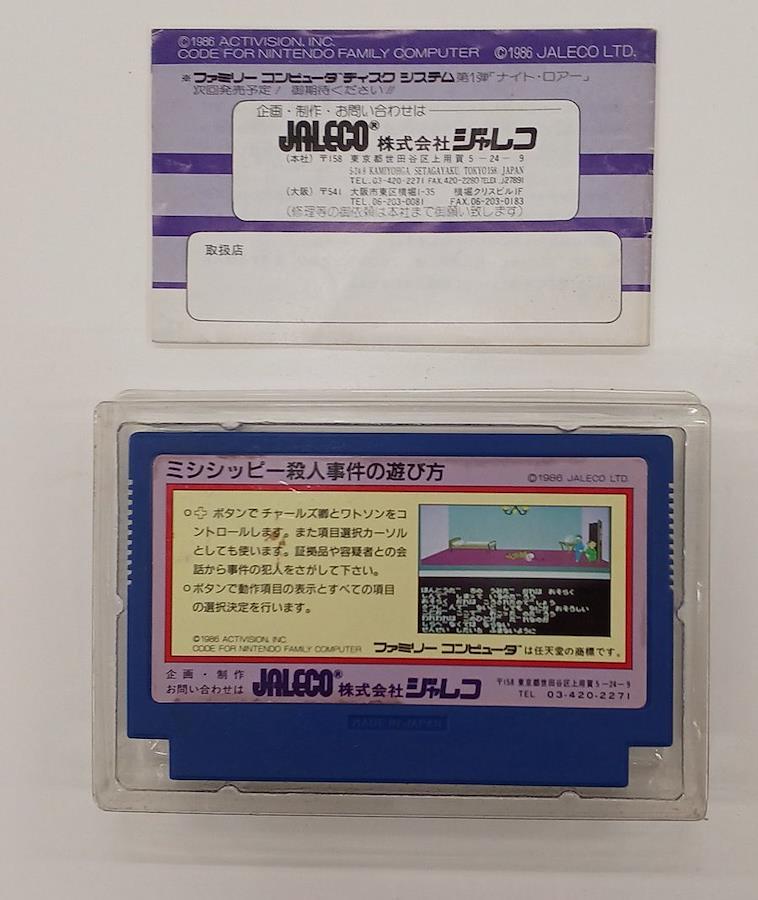 ©1986 ACTIVISION, INC.
CODE FOR NINTENDO FAMILY COMPUTER ©1986 JALECO LTD.
※ファミリー コンピュータ™ディスク システム第1弾「ナイト・ロアー」
次回発売予定! 御期待ください!!
企画・制作・お問い合わせは
JALECO® 株式会社ジャレコ
(本社) 〒158 東京都世田谷区上用賀5-24-9
5-24-9 KAMIYOHGA, SETAGAYAKU, TOKYO158 JAPAN
TEL.03-420-2271 FAX.420-2280 TELEX J27891
(大阪) 〒541 大阪市東区横堀1-35 横堀クリスビル1F
TEL.06-203-0081 FAX.06-203-0183
(修理等の御依頼は本社まで御願い致します)
取扱店
ミシシッピー殺人事件の遊び方 ©1986 JALECO LTD.
○ ボタンでチャールズ卿とワトソンをコ
ントロールします。また項目選択カーソル
としても使います。証拠品や容疑者との会
話から事件の犯人をさがして下さい。
○ボタンで動作項目の表示とすべての項目
の選択決定を行います。
©1986 ACTIVISION, INC.
CODE FOR NINTENDO FAMILY COMPUTER ファミリー コンピュータ™は任天堂の商標です。
企画・制作
お問い合わせは JALECO® 株式会社ジャレコ
〒158 東京都世田谷区上用賀5-24-9
TEL 03-420-2271
MADE IN JAPAN